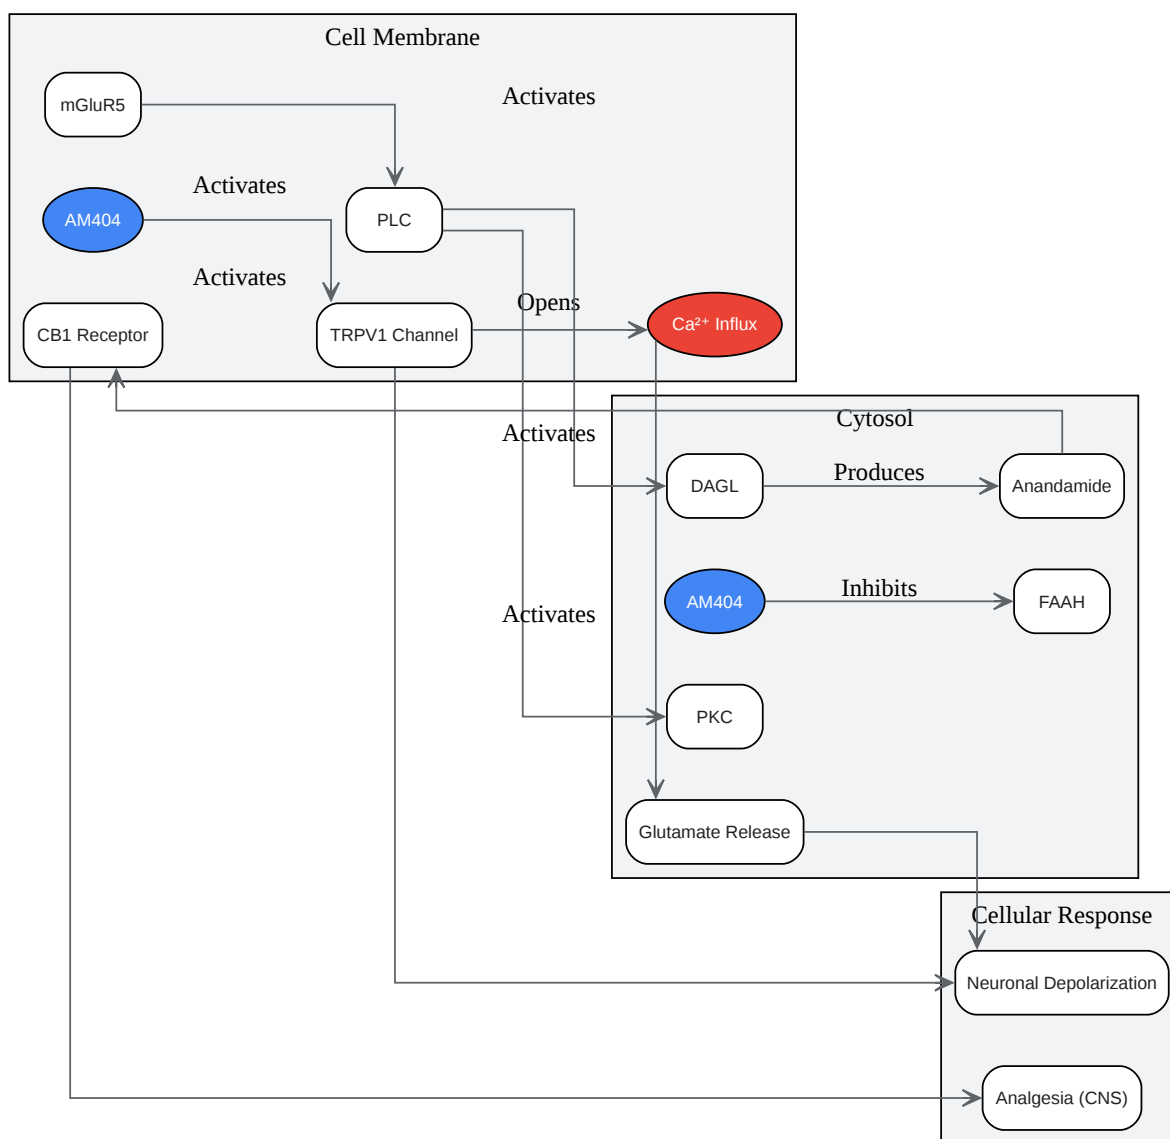 Cell Membrane
mGluR5
Activates
Activates
AM404
PLC
Activates
Opens
CB1 Receptor
TRPV1 Channel
Ca²⁺ Influx
Cytosol
Activates
Produces
DAGL
Anandamide
Inhibits
AM404
FAAH
Activates
PKC
Glutamate Release
Cellular Response
Neuronal Depolarization
Analgesia (CNS)